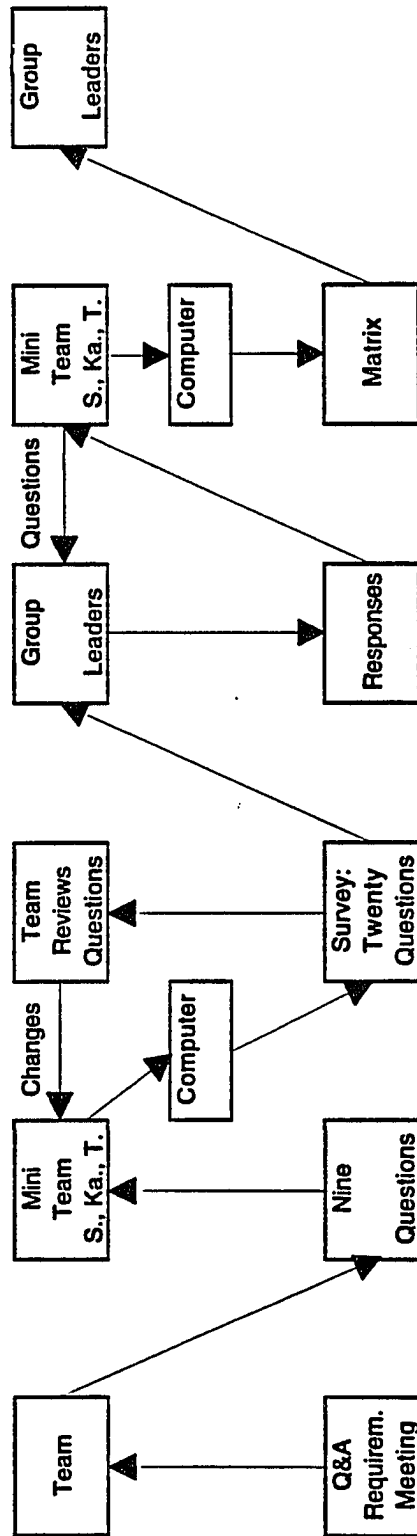 Team
Q&A
Requirem.
Meeting
Mini
Team
S., Ka., T.
Nine
Questions
Changes
Computer
Team
Reviews
Questions
Survey:
Twenty
Questions
Group
Leaders
Responses
Questions
Mini
Team
S., Ka., T.
Computer
Matrix
Group
Leaders